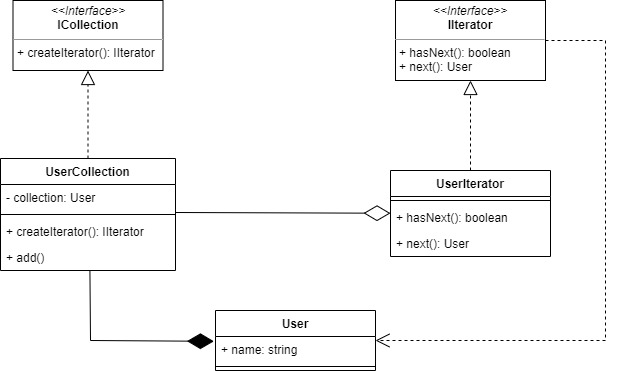 <<Interface>>
ICollection
+ createIterator(): IIterator
<<Interface>>
IIterator
+ hasNext(): boolean
+ next(): User
UserCollection
- collection: User
+ createIterator(): IIterator
+ add()
UserIterator
+ hasNext(): boolean
+ next(): User
User
+ name: string